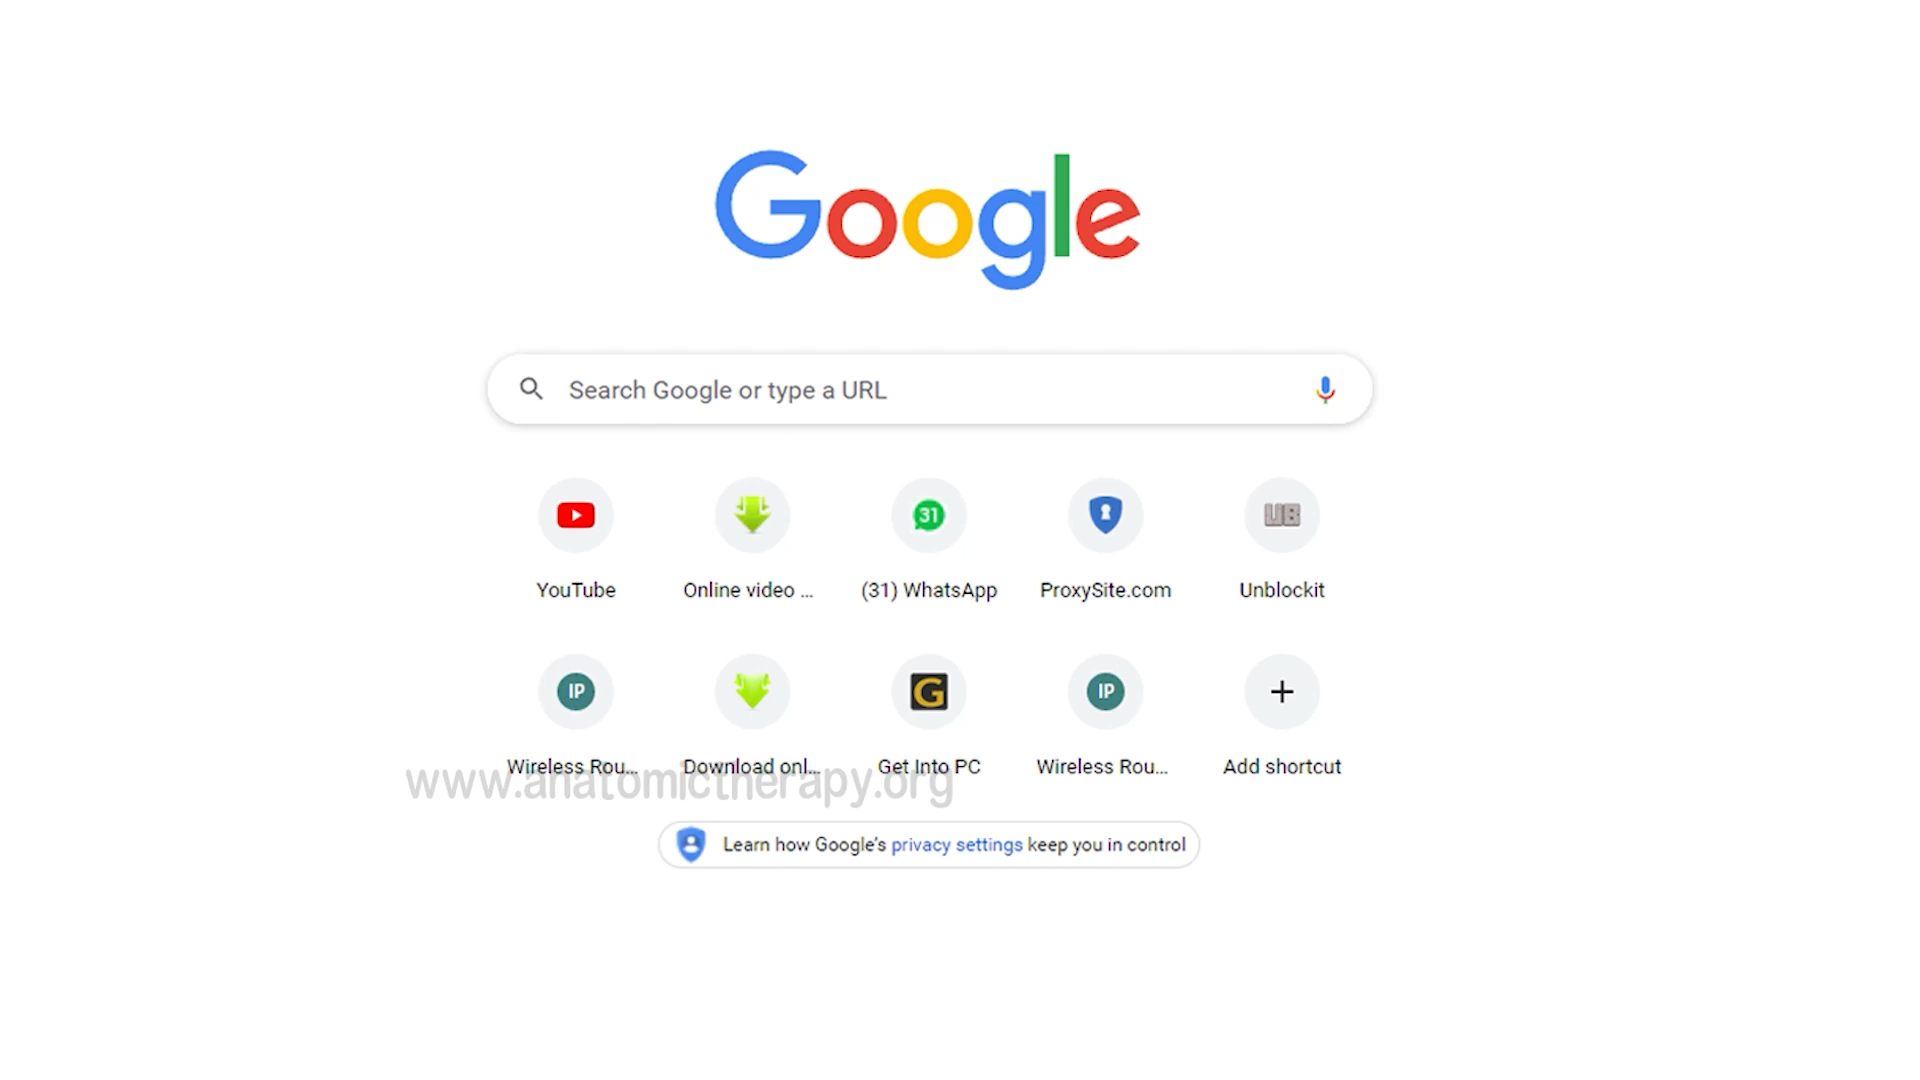 Google
Search Google or type a URL
31
UB
YouTube
Online video ...
(31) WhatsApp
ProxySite.com
Unblockit
IP
G
IP
Wireless Rou...
Download onl...
Get Into PC
Wireless Rou...
Add shortcut
www.anatomictherapy.org
Learn how Google's privacy settings keep you in control